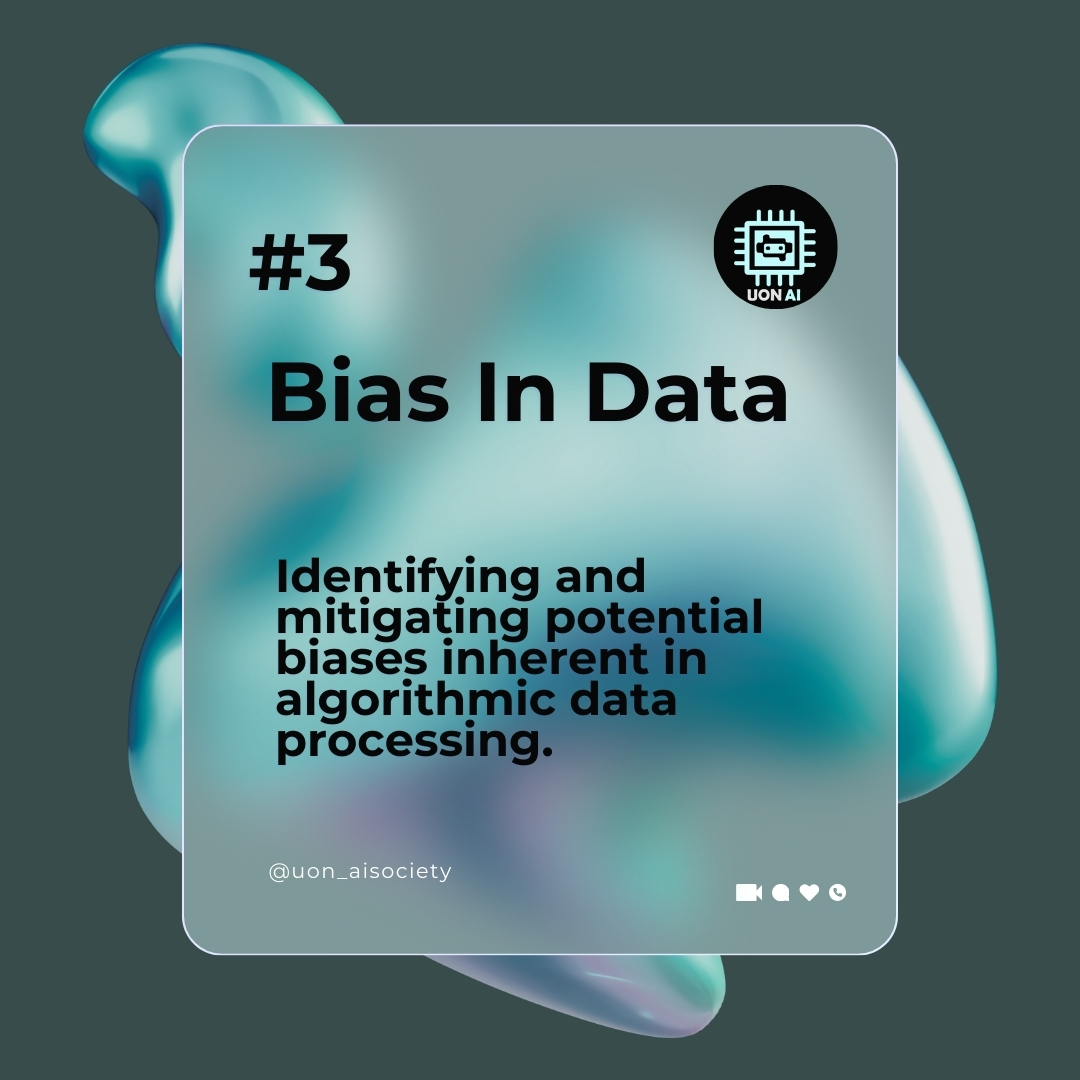 #3
UON AI
Bias In Data
Identifying and
mitigating potential
biases inherent in
algorithmic data
processing.
@uon_aisociety